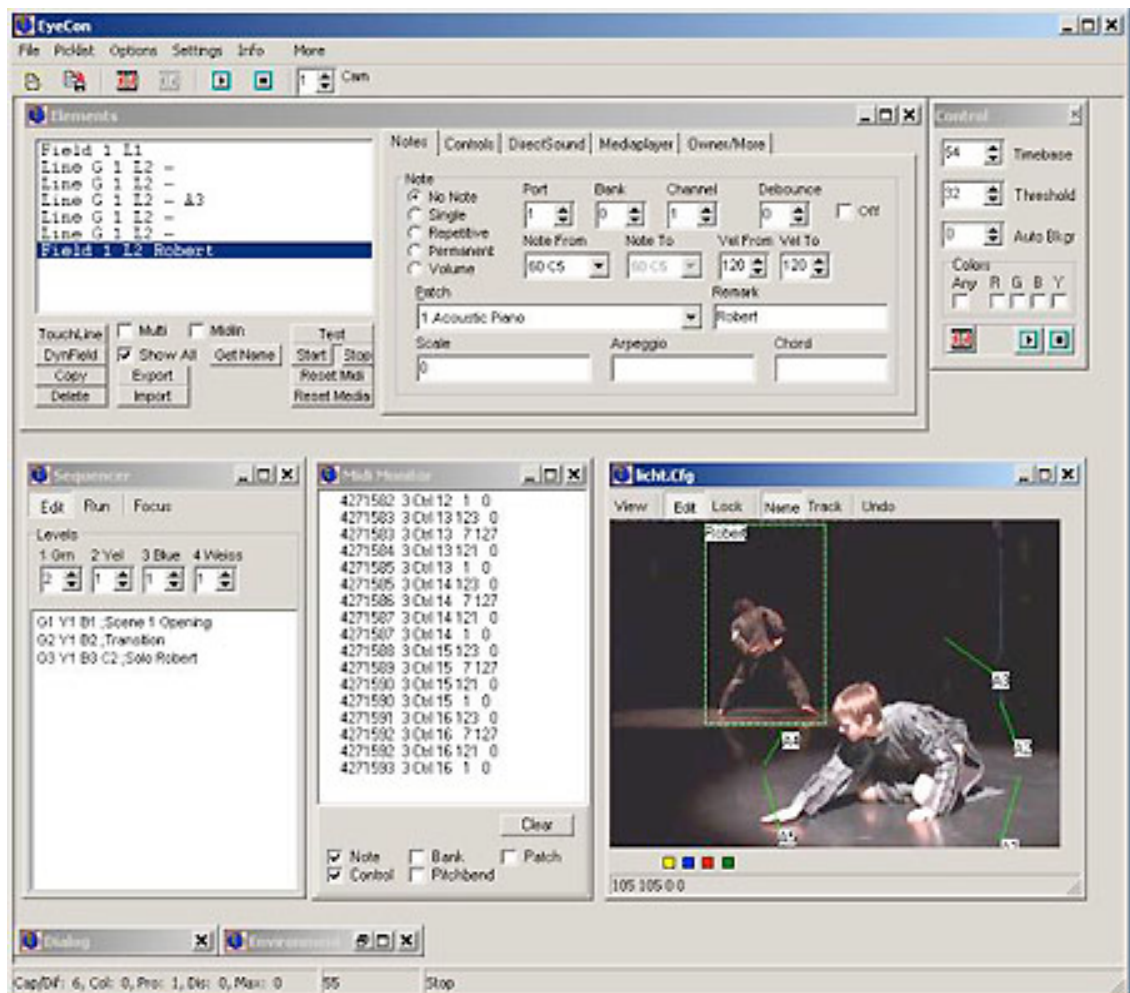 EyeCon
File Picklist Options Settings Info More
1 Cam
Elements
Field 1 L1
Line G 1 L2 -
Line G 1 L2 -
Line G 1 L2 - A3
Line G 1 L2 -
Line G 1 L2 -
Field 1 L2 Robert
TouchLine Multi MidiIn Test
DynField Show All Get Name Start Stop
Copy Export Reset Midi
Delete Import Reset Media
Notes Controls DirectSound Mediaplayer Owner/More
Note
No Note
Single
Repetitive
Permanent
Volume
Port Bank Channel Debounce
1 0 1 0 Off
Note From Note To Vel From Vel To
60 C5 60 C5 120 120
Patch Remark
1 Acoustic Piano Robert
Scale Arpeggio Chord
0
Control
54 Timebase
32 Threshold
0 Auto Bkgr
Colors
Any R G B Y
Sequencer
Edit Run Focus
Levels
1 Grn 2 Yel 3 Blue 4 Weiss
2 1 1 1
G1 Y1 B1 ;Scene 1 Opening
G2 Y1 B2 ;Transition
G3 Y1 B3 C2 ;Solo Robert
Midi Monitor
4271582 3 Ctrl 12 1 0
4271583 3 Ctrl 13 123 0
4271583 3 Ctrl 13 7 127
4271584 3 Ctrl 13 121 0
4271585 3 Ctrl 13 1 0
4271585 3 Ctrl 14 123 0
4271586 3 Ctrl 14 7 127
4271587 3 Ctrl 14 121 0
4271587 3 Ctrl 14 1 0
4271588 3 Ctrl 15 123 0
4271589 3 Ctrl 15 7 127
4271590 3 Ctrl 15 121 0
4271590 3 Ctrl 15 1 0
4271591 3 Ctrl 16 123 0
4271592 3 Ctrl 16 7 127
4271592 3 Ctrl 16 121 0
4271593 3 Ctrl 16 1 0
Clear
Note Bank Patch
Control Pitchbend
licht.Cfg
View Edit Lock Name Track Undo
Robert
A3
A4
A5
105 105 0 0
Dialog
Environment
Cap/Dif: 6, Col: 0, Pro: 1, Dis: 0, Max: 0 55 Stop